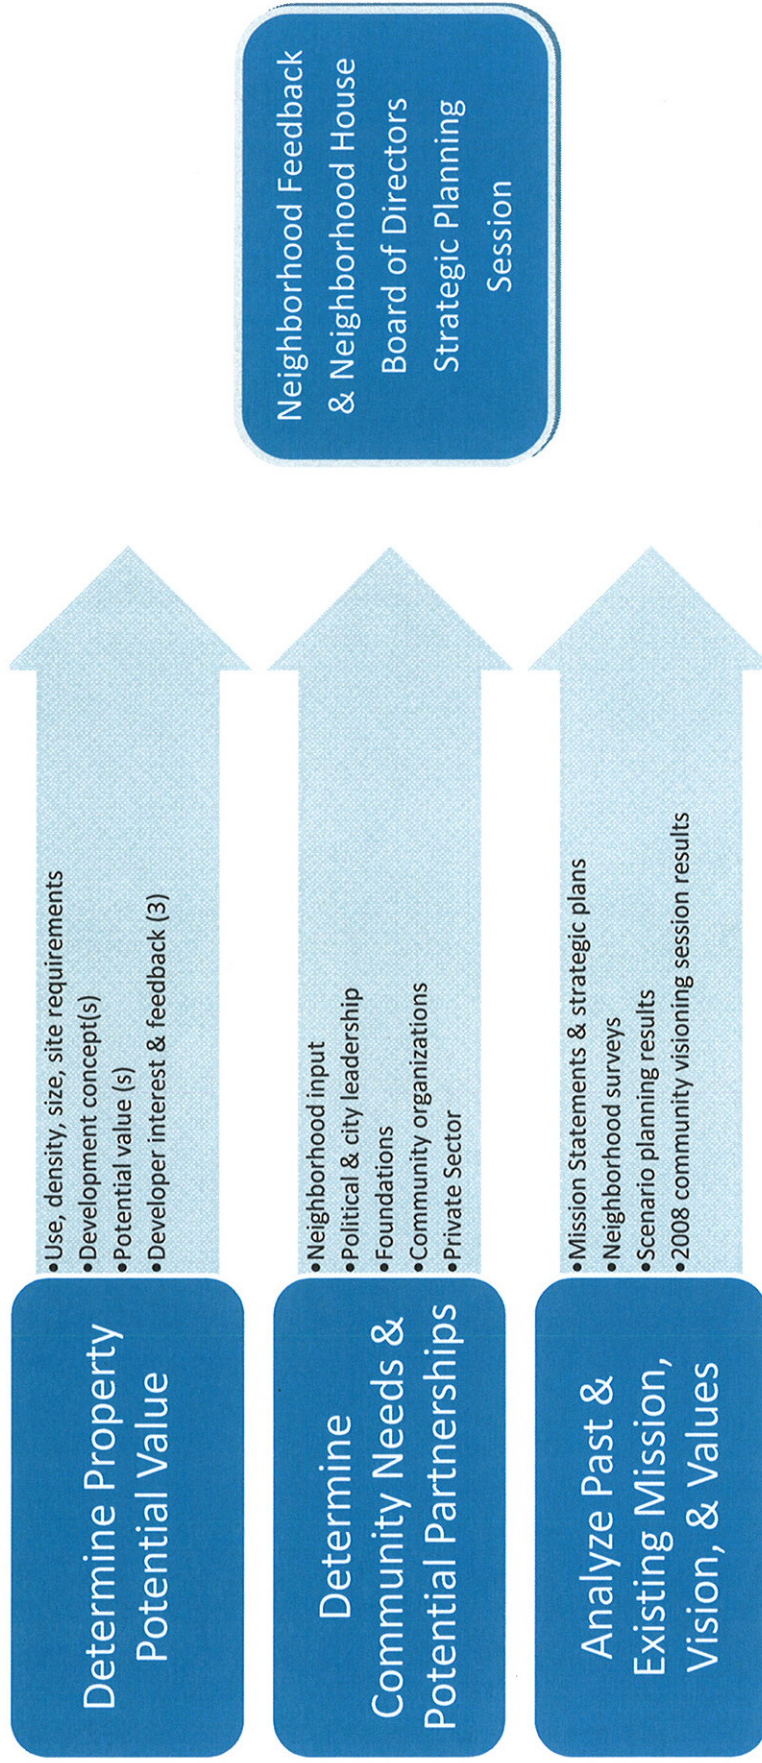 Determine Property
Potential Value
•Use, density, size, site requirements
•Development concept(s)
•Potential value (s)
•Developer interest & feedback (3)
Determine
Community Needs &
Potential Partnerships
•Neighborhood input
•Political & city leadership
•Foundations
•Community organizations
•Private Sector
Analyze Past &
Existing Mission,
Vision, & Values
•Mission Statements & strategic plans
•Neighborhood surveys
•Scenario planning results
•2008 community visioning session results
Neighborhood Feedback
& Neighborhood House
Board of Directors
Strategic Planning
Session